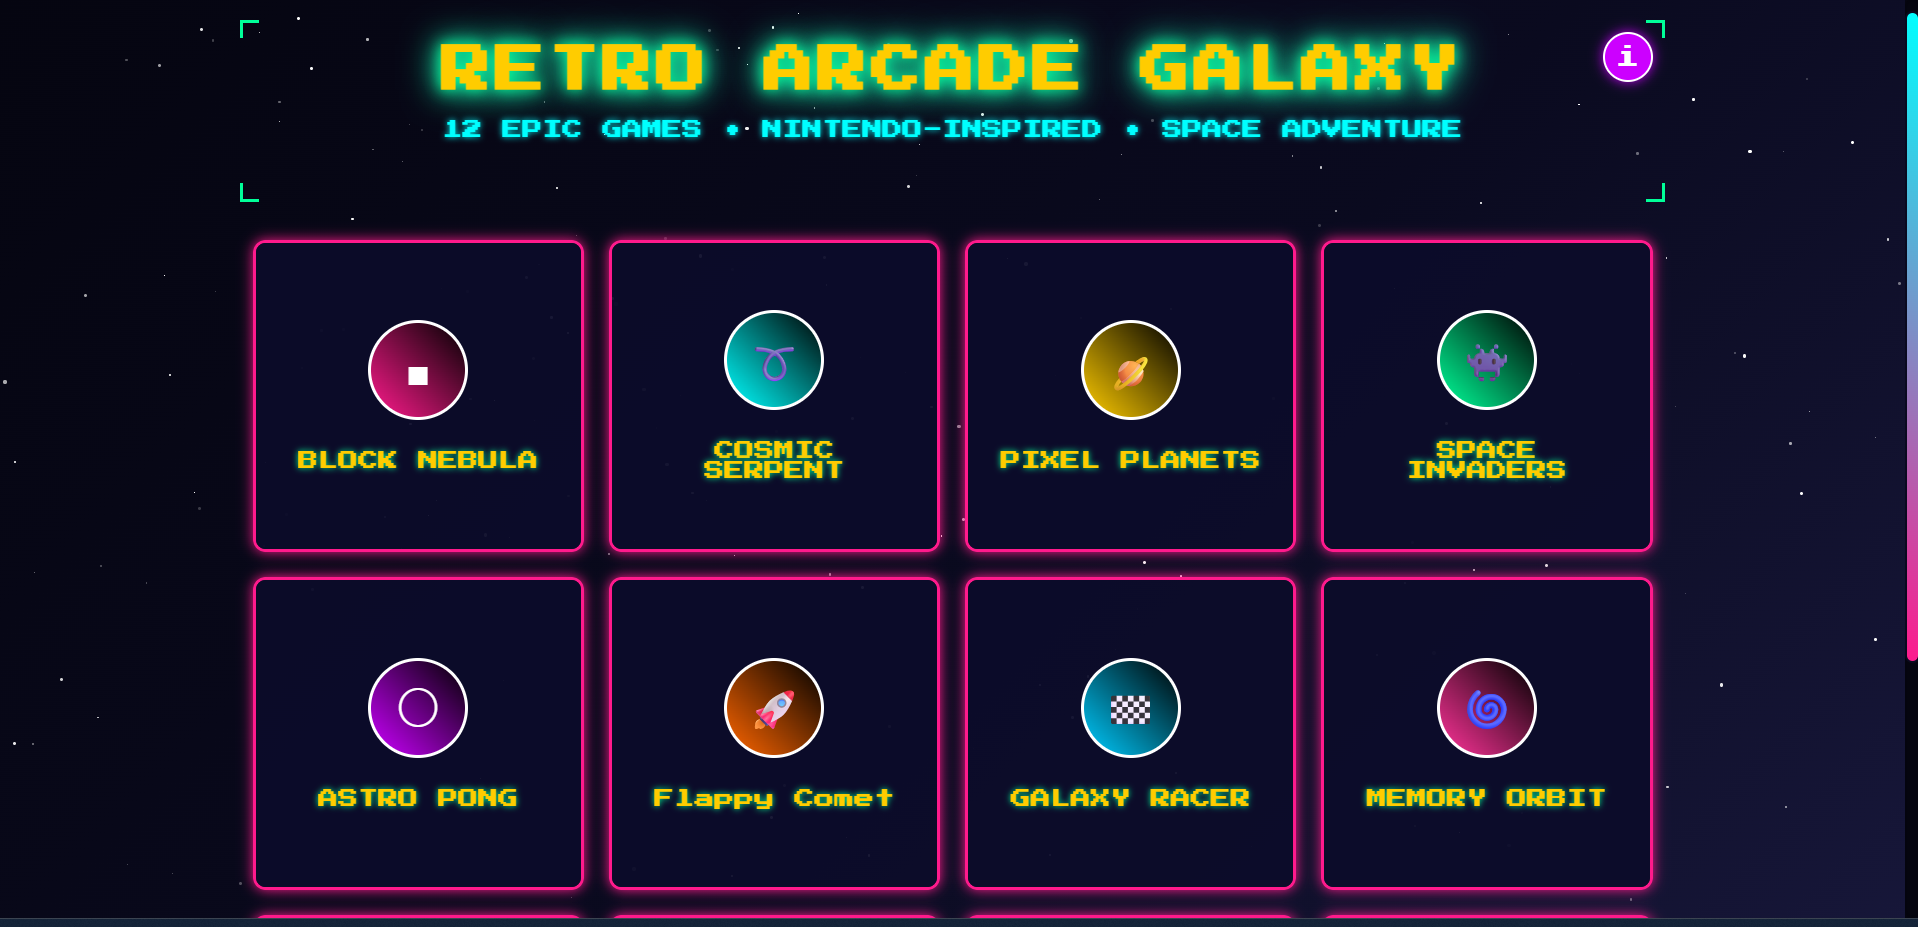 RETRO ARCADE GALAXY
i
12 EPIC GAMES • NINTENDO-INSPIRED • SPACE ADVENTURE
BLOCK NEBULA
COSMIC
SERPENT
PIXEL PLANETS
SPACE
INVADERS
ASTRO PONG
Flappy Comet
GALAXY RACER
MEMORY ORBIT